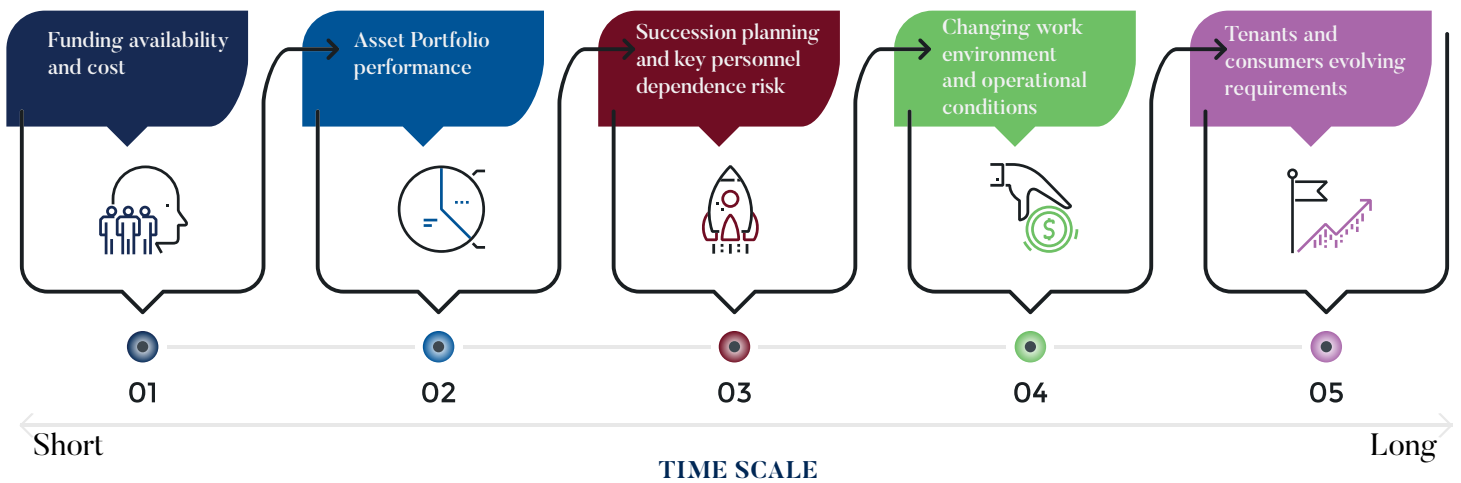 Funding availability
and cost
Asset Portfolio
performance
Succession planning
and key personnel
dependence risk
Changing work
environment
and operational
conditions
Tenants and
consumers evolving
requirements
$
01
02
03
04
05
Short
Long
TIME SCALE